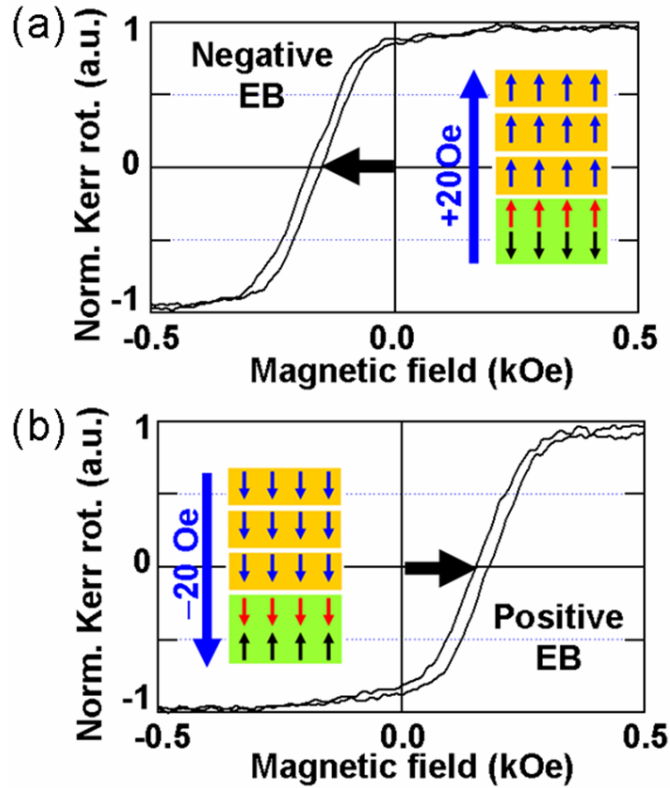 (a)
Norm. Kerr rot. (a.u.)
1
0
-1
Negative
EB
+20Oe
-0.5
0.0
0.5
Magnetic field (kOe)
(b)
Norm. Kerr rot. (a.u.)
1
0
-1
−20 Oe
Positive
EB
-0.5
0.0
0.5
Magnetic field (kOe)